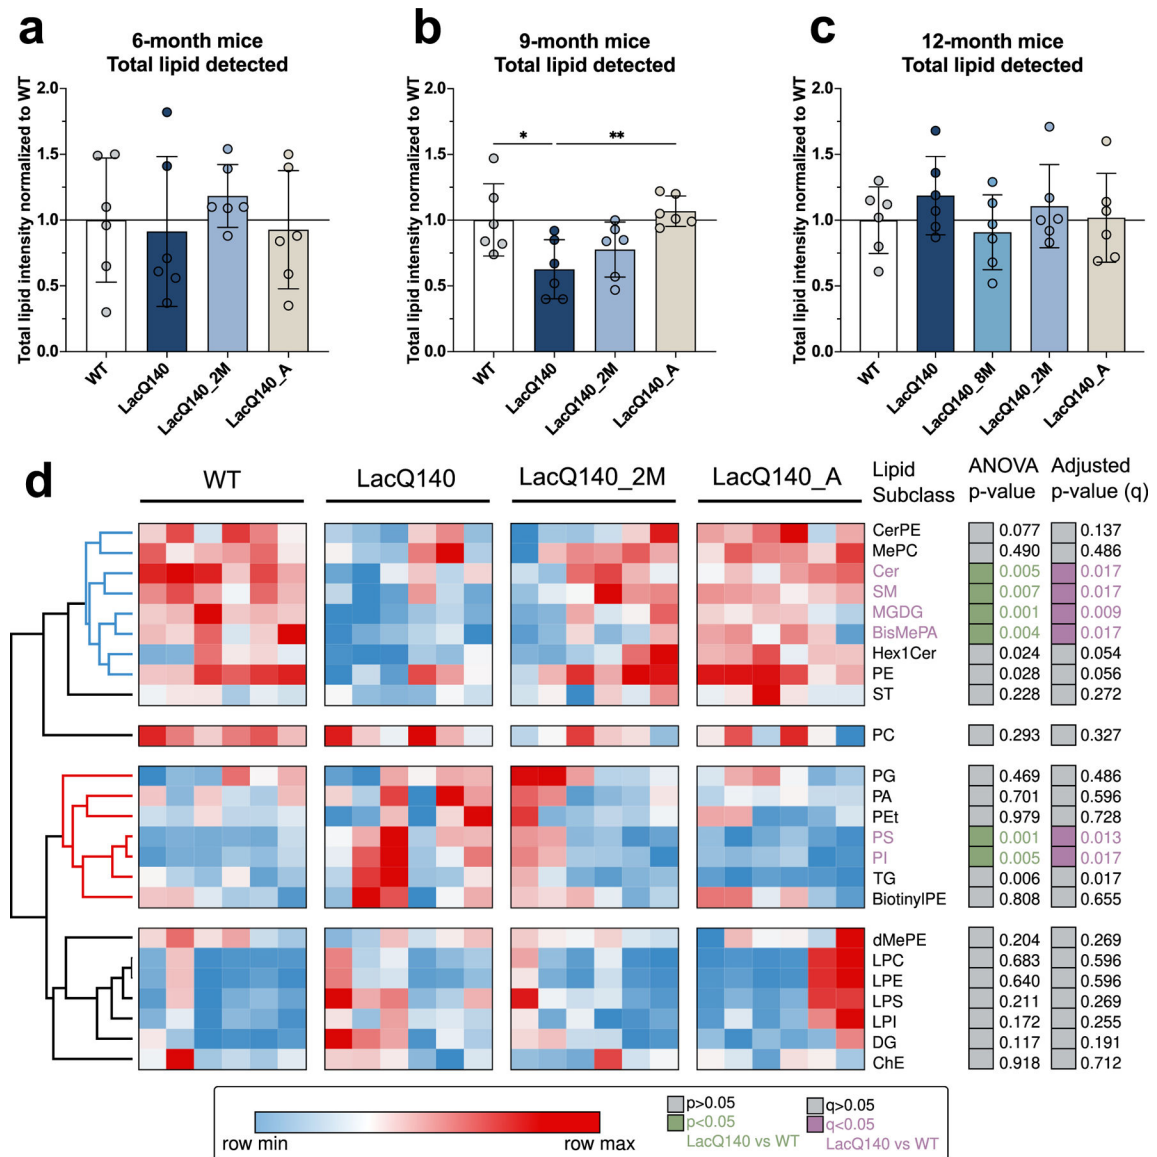 a
6-month mice
Total lipid detected
Total lipid intensity normalized to WT
2.0
1.5
1.0
0.5
0.0
WT
LacQ140
LacQ140_2M
LacQ140_A
b
9-month mice
Total lipid detected
Total lipid intensity normalized to WT
2.0
1.5
1.0
0.5
0.0
*
**
WT
LacQ140
LacQ140_2M
LacQ140_A
c
12-month mice
Total lipid detected
Total lipid intensity normalized to WT
2.0
1.5
1.0
0.5
0.0
WT
LacQ140
LacQ140_8M
LacQ140_2M
LacQ140_A
d
WT LacQ140 LacQ140_2M LacQ140_A
Lipid Subclass
ANOVA p-value
Adjusted p-value (q)
CerPE 0.077 0.137
MePC 0.490 0.486
Cer 0.005 0.017
SM 0.007 0.017
MGDG 0.001 0.009
BisMePA 0.004 0.017
Hex1Cer 0.024 0.054
PE 0.028 0.056
ST 0.228 0.272
PC 0.293 0.327
PG 0.469 0.486
PA 0.701 0.596
PEt 0.979 0.728
PS 0.001 0.013
PI 0.005 0.017
TG 0.006 0.017
BiotinylPE 0.808 0.655
dMePE 0.204 0.269
LPC 0.683 0.596
LPE 0.640 0.596
LPS 0.211 0.269
LPI 0.172 0.255
DG 0.117 0.191
ChE 0.918 0.712
row min row max
p>0.05
p<0.05
LacQ140 vs WT
q>0.05
q<0.05
LacQ140 vs WT